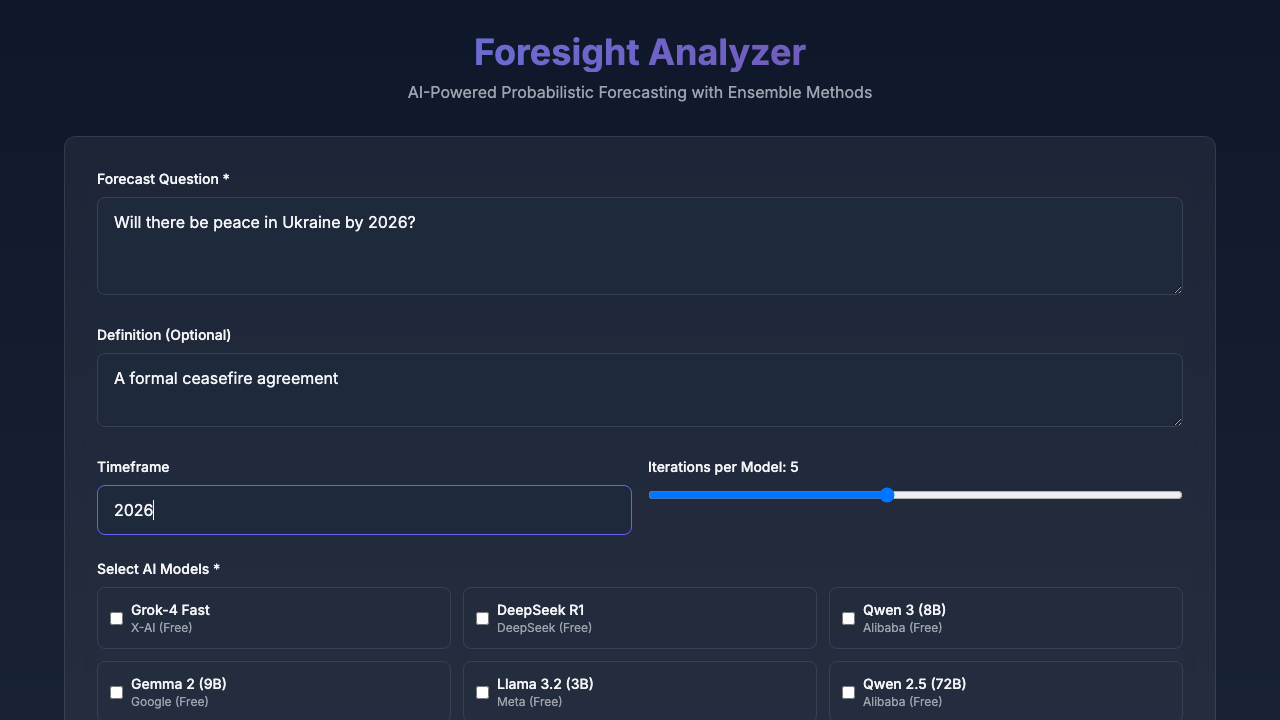 Foresight Analyzer
AI-Powered Probabilistic Forecasting with Ensemble Methods
Forecast Question *
Will there be peace in Ukraine by 2026?
Definition (Optional)
A formal ceasefire agreement
Timeframe
2026
Iterations per Model: 5
Select AI Models *
Grok-4 Fast
X-AI (Free)
DeepSeek R1
DeepSeek (Free)
Qwen 3 (8B)
Alibaba (Free)
Gemma 2 (9B)
Google (Free)
Llama 3.2 (3B)
Meta (Free)
Qwen 2.5 (72B)
Alibaba (Free)